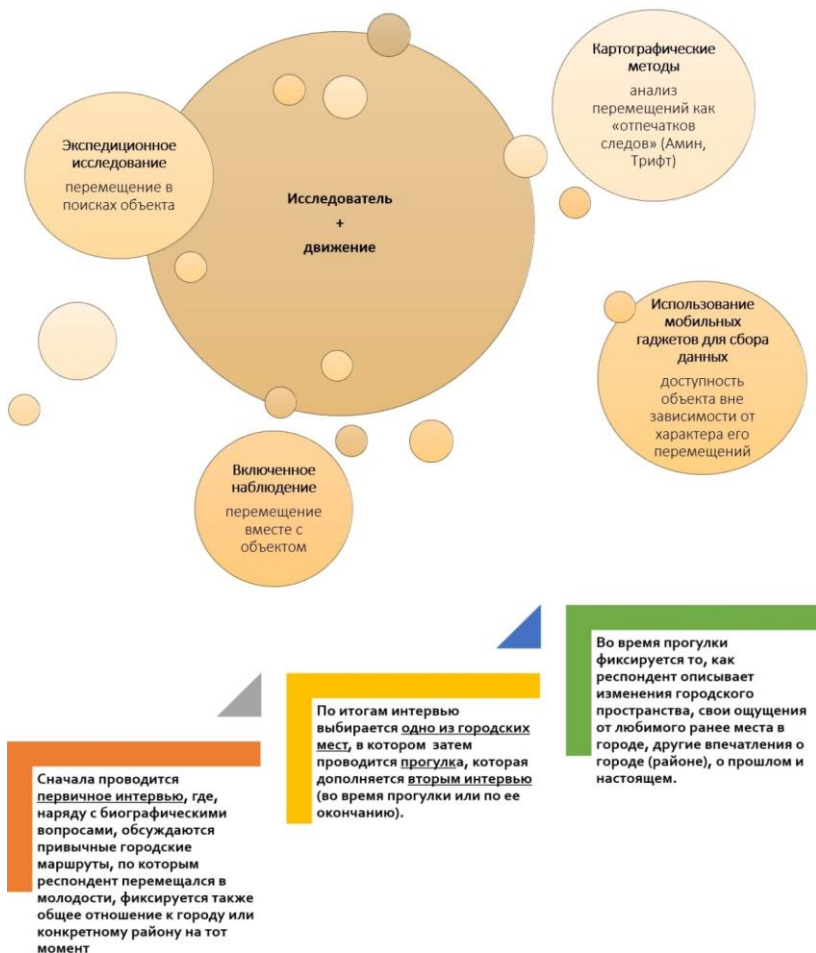 Картографические
методы
анализ
перемещений как
«отпечатков
следов» (Амин,
Трифт)
Экспедиционное
исследование
перемещение в
поисках объекта
Исследователь
+
движение
Использование
мобильных
гаджетов для сбора
данных
доступность
объекта вне
зависимости от
характера его
перемещений
Включенное
наблюдение
перемещение
вместе с
объектом
Сначала проводится
первичное интервью, где,
наряду с биографическими
вопросами, обсуждаются
привычные городские
маршруты, по которым
респондент перемещался в
молодости, фиксируется также
общее отношение к городу или
конкретному району на тот
момент
По итогам интервью
выбирается одно из городских
мест, в котором затем
проводится прогулка, которая
дополняется вторым интервью
(во время прогулки или по ее
окончанию).
Во время прогулки
фиксируется то, как
респондент описывает
изменения городского
пространства, свои ощущения
от любимого ранее места в
городе, другие впечатления о
городе (районе), о прошлом и
настоящем.